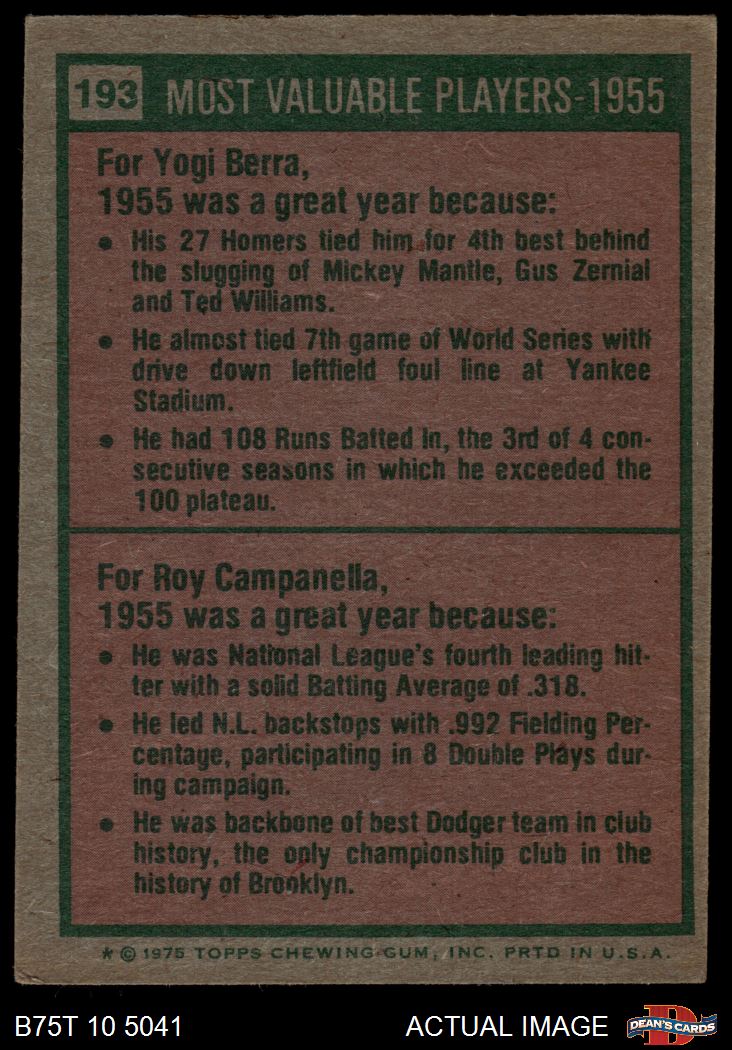 193 MOST VALUABLE PLAYERS-1955
For Yogi Berra,
1955 was a great year because:
• His 27 Homers tied him for 4th best behind
the slugging of Mickey Mantle, Gus Zernial
and Ted Williams.
• He almost tied 7th game of World Series with
drive down leftfield foul line at Yankee
Stadium.
• He had 108 Runs Batted In, the 3rd of 4 con-
secutive seasons in which he exceeded the
100 plateau.
For Roy Campanella,
1955 was a great year because:
• He was National League's fourth leading hit-
ter with a solid Batting Average of .318.
• He led N.L. backstops with .992 Fielding Per-
centage, participating in 8 Double Plays dur-
ing campaign.
• He was backbone of best Dodger team in club
history, the only championship club in the
history of Brooklyn.
* © 1975 TOPPS CHEWING GUM, INC. PRTD IN U.S.A.
B75T 10 5041 ACTUAL IMAGE DEAN'S CARDS